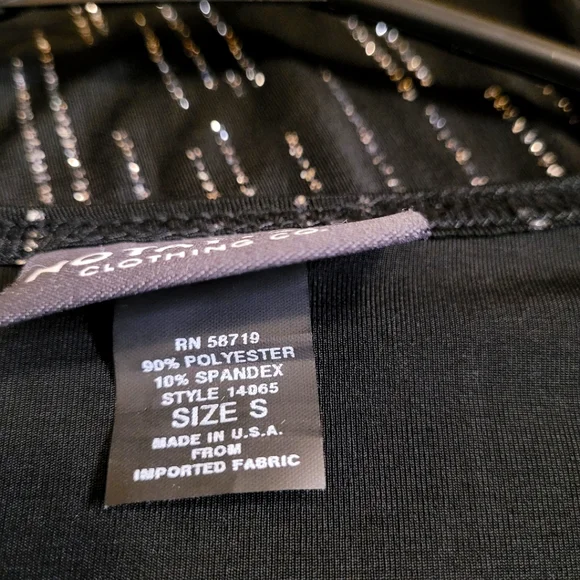 CLOTHING CO.
RN 58719
90% POLYESTER
10% SPANDEX
STYLE 14065
SIZE S
MADE IN U.S.A.
FROM
IMPORTED FABRIC